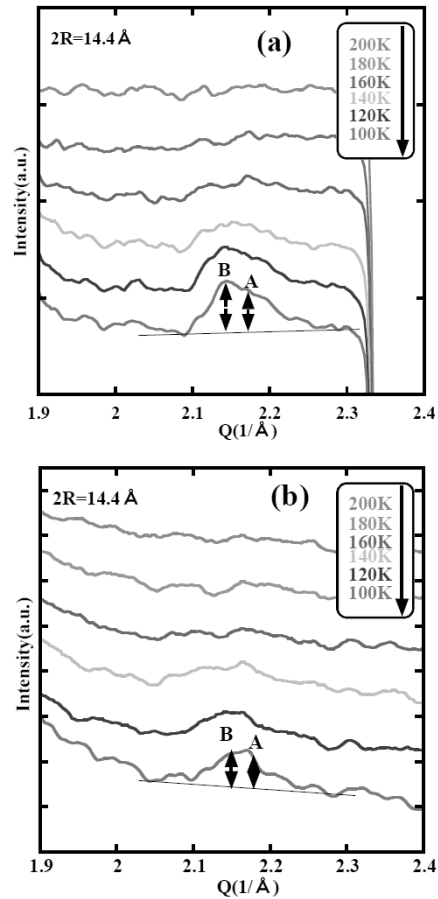 2R=14.4 Å
(a)
200K
180K
160K
140K
120K
100K
Intensity(a.u.)
B
A
1.9 2 2.1 2.2 2.3 2.4
Q(1/Å)
2R=14.4 Å
(b)
200K
180K
160K
140K
120K
100K
Intensity(a.u.)
B
A
1.9 2 2.1 2.2 2.3 2.4
Q(1/Å)